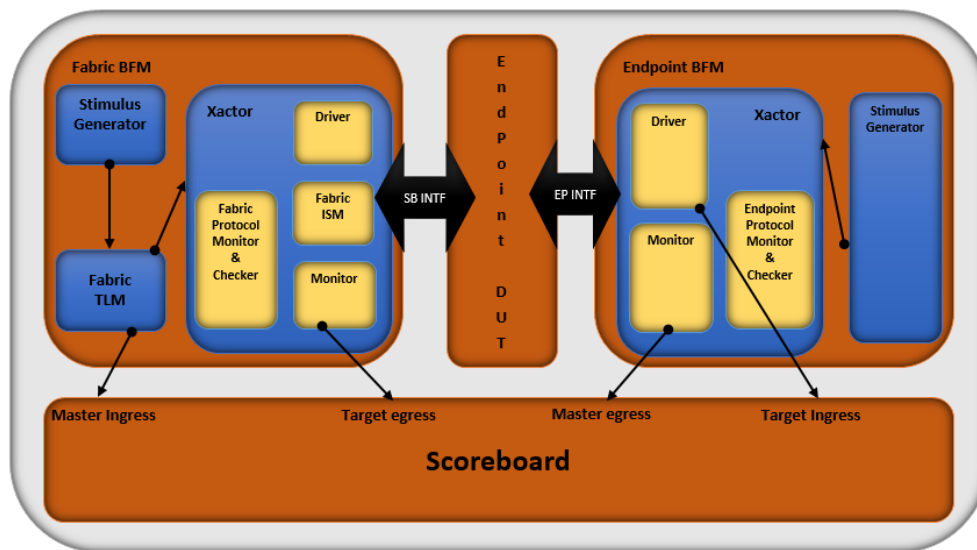 Fabric BFM
Stimulus
Generator
Fabric
TLM
Xactor
Driver
Fabric
ISM
Monitor
Fabric
Protocol
Monitor
&
Checker
SB INTF
EndPoint DUT
EP INTF
Endpoint BFM
Driver
Xactor
Monitor
Endpoint
Protocol
Monitor
&
Checker
Stimulus
Generator
Master Ingress
Target egress
Master egress
Target Ingress
Scoreboard